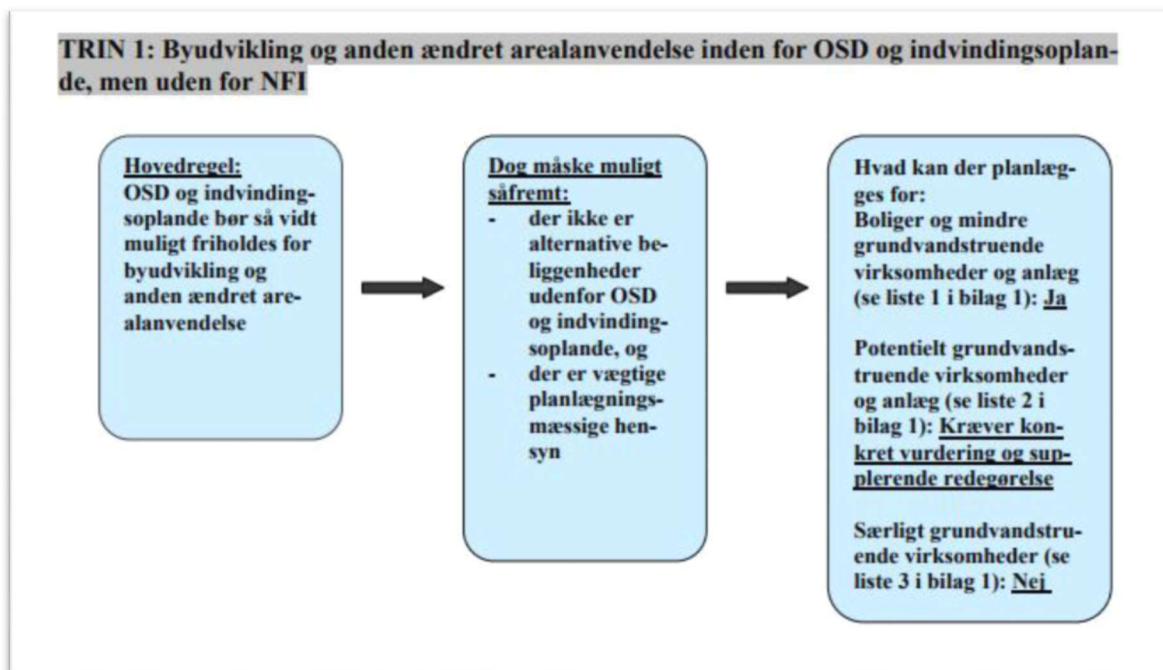 TRIN 1: Byudvikling og anden ændret arealanvendelse inden for OSD og indvindingsoplan-
de, men uden for NFI
Hovedregel:
OSD og indvinding-
soplande bør så vidt
muligt friholdes for
byudvikling og
anden ændret are-
alanvendelse
Dog måske muligt
såfremt:
- der ikke er
alternative be-
liggenheder
udenfor OSD
og indvinding-
soplande, og
- der er vægtige
planlægnings-
mæssige hen-
syn
Hvad kan der planlæg-
ges for:
Boliger og mindre
grundvandstruende
virksomheder og anlæg
(se liste 1 i bilag 1): Ja
Potentielt grundvands-
truende virksomheder
og anlæg (se liste 2 i
bilag 1): Kræver kon-
kret vurdering og sup-
plerende redegørelse
Særligt grundvandstru-
ende virksomheder (se
liste 3 i bilag 1): Nej